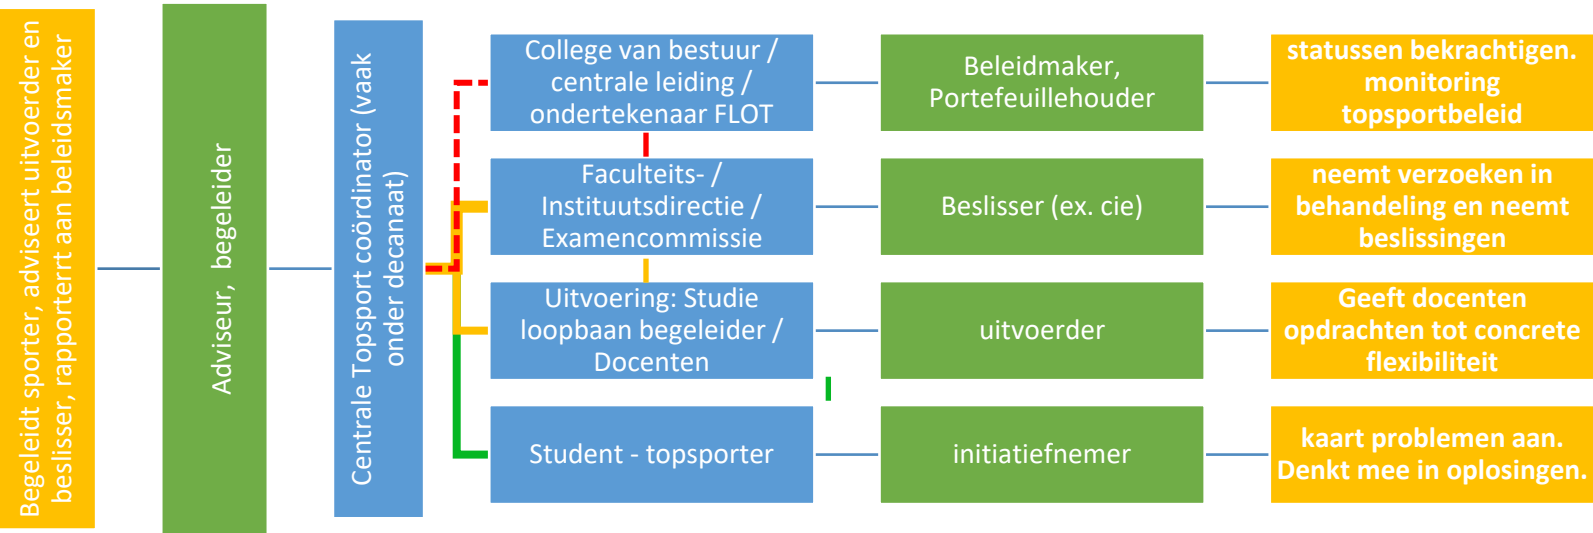 Begeleidt sporter, adviseert uitvoerder en
beslisser, rapportert aan beleidsmaker
Adviseur, begeleider
Centrale Topsport coördinator (vaak
onder decanaat)
College van bestuur /
centrale leiding /
ondertekenaar FLOT
Beleidmaker,
Portefeuillehouder
statussen bekrachtigen.
monitoring
topsportbeleid
Faculteits- /
Instituutsdirectie /
Examencommissie
Beslisser (ex. cie)
neemt verzoeken in
behandeling en neemt
beslissingen
Uitvoering: Studie
loopbaan begeleider /
Docenten
uitvoerder
Geeft docenten
opdrachten tot concrete
flexibiliteit
Student - topsporter
initiatiefnemer
kaart problemen aan.
Denkt mee in oplosingen.